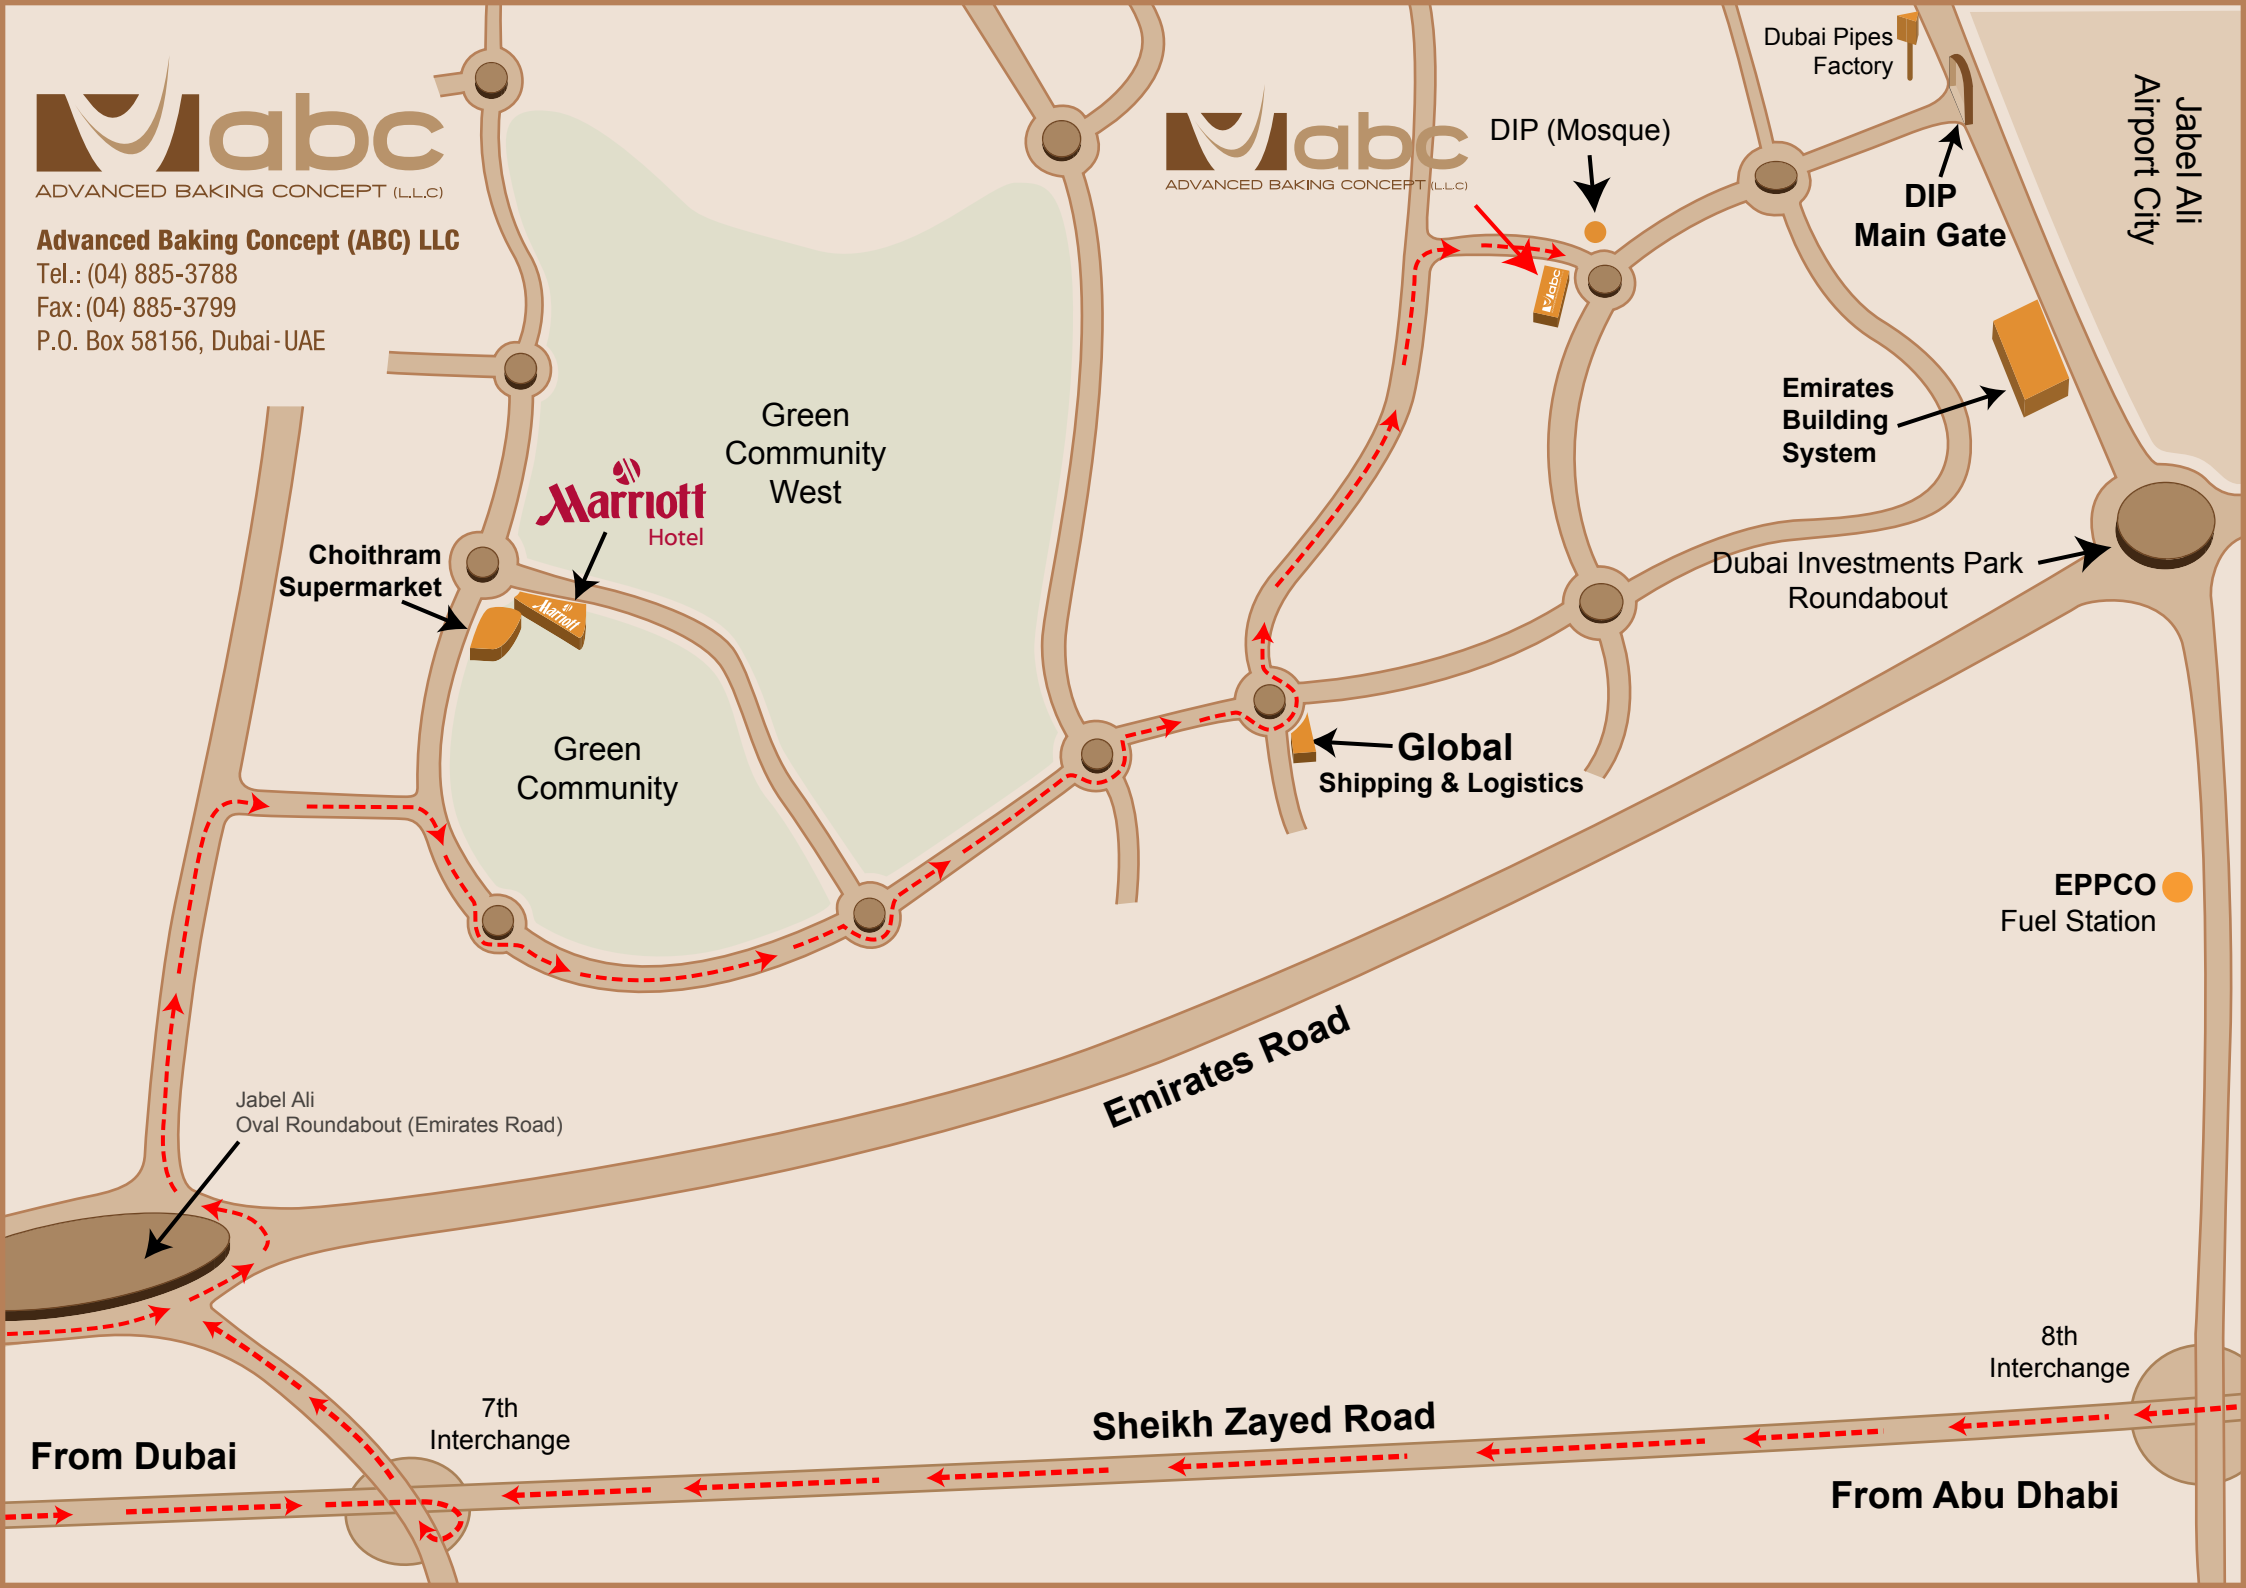 abc
ADVANCED BAKING CONCEPT (L.L.C)
Advanced Baking Concept (ABC) LLC
Tel.: (04) 885-3788
Fax: (04) 885-3799
P.O. Box 58156, Dubai-UAE
abc
ADVANCED BAKING CONCEPT (L.L.C)
DIP (Mosque)
Dubai Pipes
Factory
Jabel Ali
Airport City
DIP
Main Gate
abc
Emirates
Building
System
Green
Community
West
Marriott
Hotel
Choithram
Supermarket
Marriott
Dubai Investments Park
Roundabout
Green
Community
Global
Shipping & Logistics
EPPCO
Fuel Station
Emirates Road
Jabel Ali
Oval Roundabout (Emirates Road)
8th
Interchange
7th
Interchange
Sheikh Zayed Road
From Dubai
From Abu Dhabi